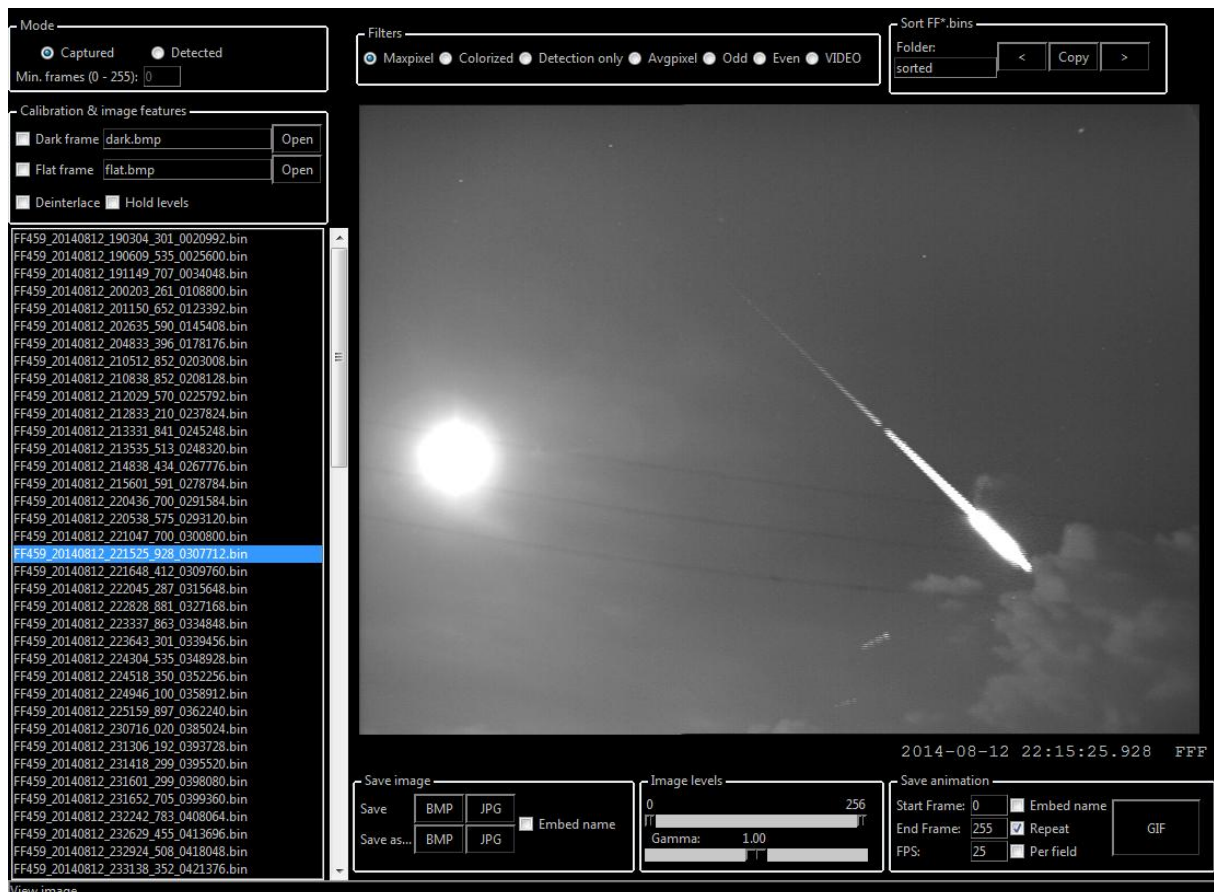 Mode
Captured Detected
Min. frames (0 - 255): 0
Filters
Maxpixel Colorized Detection only Avgpixel Odd Even VIDEO
Sort FF*.bins
Folder:
sorted < Copy >
Calibration & image features
Dark frame dark.bmp Open
Flat frame flat.bmp Open
Deinterlace Hold levels
FF459_20140812_190304_301_0020992.bin
FF459_20140812_190609_535_0025600.bin
FF459_20140812_191149_707_0034048.bin
FF459_20140812_200203_261_0108800.bin
FF459_20140812_201150_652_0123392.bin
FF459_20140812_202635_590_0145408.bin
FF459_20140812_204833_396_0178176.bin
FF459_20140812_210512_852_0203008.bin
FF459_20140812_210838_852_0208128.bin
FF459_20140812_212029_570_0225792.bin
FF459_20140812_212833_210_0237824.bin
FF459_20140812_213331_841_0245248.bin
FF459_20140812_213535_513_0248320.bin
FF459_20140812_214838_434_0267776.bin
FF459_20140812_215601_591_0278784.bin
FF459_20140812_220436_700_0291584.bin
FF459_20140812_220538_575_0293120.bin
FF459_20140812_221047_700_0300800.bin
FF459_20140812_221525_928_0307712.bin
FF459_20140812_221648_412_0309760.bin
FF459_20140812_222045_287_0315648.bin
FF459_20140812_222828_881_0327168.bin
FF459_20140812_223337_863_0334848.bin
FF459_20140812_223643_301_0339456.bin
FF459_20140812_224304_535_0348928.bin
FF459_20140812_224518_350_0352256.bin
FF459_20140812_224946_100_0358912.bin
FF459_20140812_225159_897_0362240.bin
FF459_20140812_230716_020_0385024.bin
FF459_20140812_231306_192_0393728.bin
FF459_20140812_231418_299_0395520.bin
FF459_20140812_231601_299_0398080.bin
FF459_20140812_231652_705_0399360.bin
FF459_20140812_232242_783_0408064.bin
FF459_20140812_232629_455_0413696.bin
FF459_20140812_232924_508_0418048.bin
FF459_20140812_233138_352_0421376.bin
2014-08-12 22:15:25.928 FFF
Save image
Save BMP JPG
Save as... BMP JPG
Embed name
Image levels
0 256
Gamma: 1.00
Save animation
Start Frame: 0 Embed name
End Frame: 255 Repeat
FPS: 25 Per field
GIF
View image